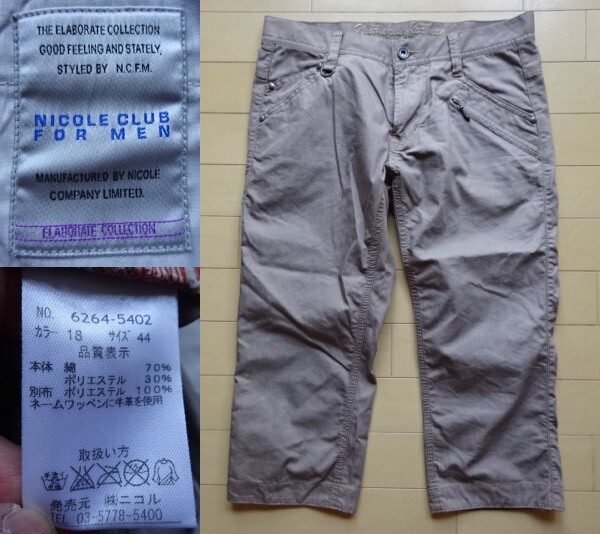 THE ELABORATE COLLECTION
GOOD FEELING AND STATELY.
STYLED BY N.C.F.M.
NICOLE CLUB
FOR MEN
MANUFACTURED BY NICOLE
COMPANY LIMITED.
ELABORATE COLLECTION
NO. 6264-5402
カラー 18 サイズ 44
品質表示
本体 綿 70%
ポリエステル 30%
別布 ポリエステル 100%
ネームワッペンに牛革を使用
取扱い方
発売元 ㈱ニコル
TEL 03-5778-5400